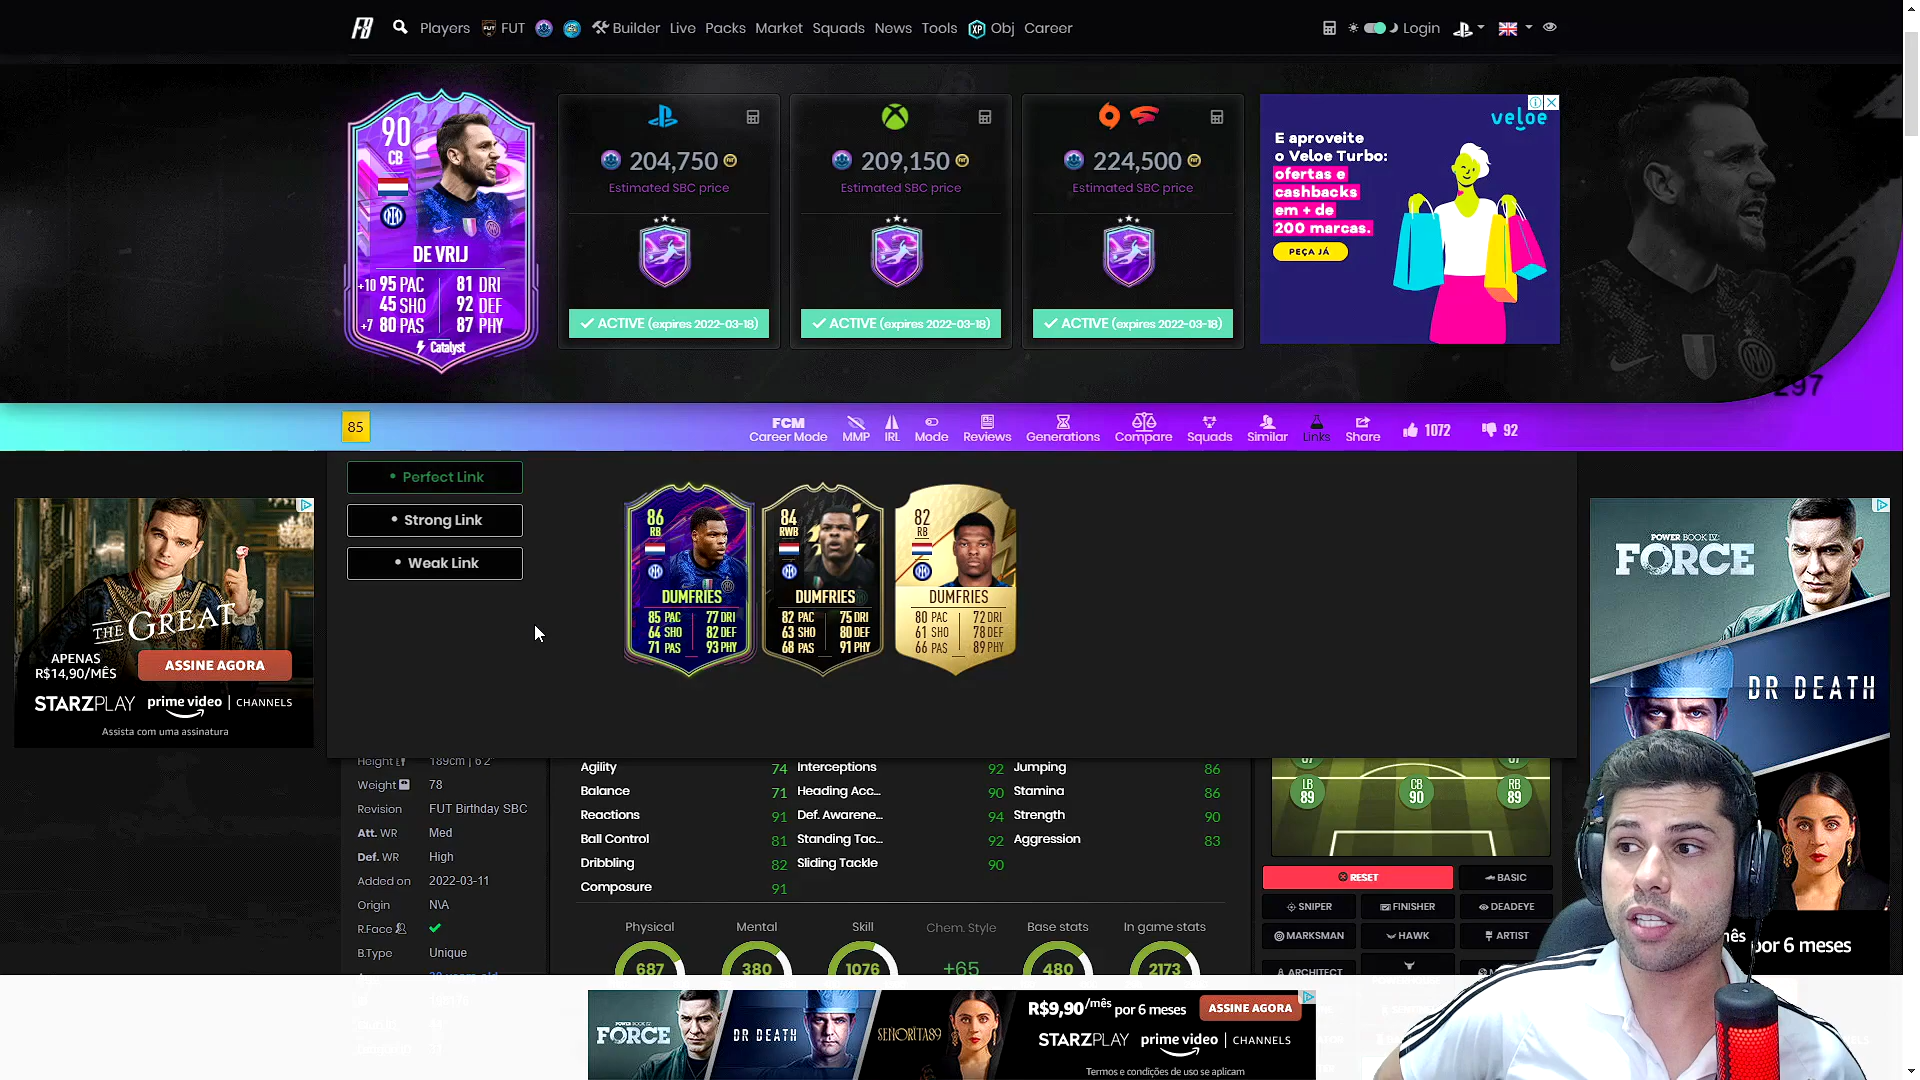 Players FUT Builder Live Packs Market Squads News Tools XP Obj Career Login
90
CB
DE VRIJ
+10 95 PAC 81 DRI
45 SHO 92 DEF
+7 80 PAS 87 PHY
Catalyst
204,750
Estimated SBC price
ACTIVE (expires 2022-03-18)
209,150
Estimated SBC price
ACTIVE (expires 2022-03-18)
224,500
Estimated SBC price
ACTIVE (expires 2022-03-18)
veloe
E aproveite
o Veloe Turbo:
ofertas e
cashbacks
em + de
200 marcas.
PEÇA JÁ
297
85
FCM
Career Mode MMP IRL Mode Reviews Generations Compare Squads Similar Links Share 1072 92
• Perfect Link
• Strong Link
• Weak Link
86
RB
DUMFRIES
85 PAC 77 DRI
64 SHO 82 DEF
71 PAS 93 PHY
84
RWB
DUMFRIES
82 PAC 75 DRI
63 SHO 80 DEF
68 PAS 91 PHY
82
RB
DUMFRIES
80 PAC 72 DRI
61 SHO 78 DEF
66 PAS 89 PHY
THE GREAT
APENAS
R$14,90/MÊS
ASSINE AGORA
STARZPLAY prime video | CHANNELS
Assista com uma assinatura
POWER BOOK IV:
FORCE
DR DEATH
por 6 meses
Height 189cm | 6'2"
Weight 78
Revision FUT Birthday SBC
Att. WR Med
Def. WR High
Added on 2022-03-11
Origin N\A
R.Face
B.Type Unique
Agility 74 Interceptions 92 Jumping 86
Balance 71 Heading Acc... 90 Stamina 86
Reactions 91 Def. Awarene... 94 Strength 90
Ball Control 81 Standing Tac... 92 Aggression 83
Dribbling 82 Sliding Tackle 90
Composure 91
Physical Mental Skill Chem. Style Base stats In game stats
687 380 1076 +65 480 2173
LB
89
CB
90
RB
89
RESET BASIC
SNIPER FINISHER DEADEYE
MARKSMAN HAWK ARTIST
ARCHITECT
FORCE
DR DEATH
SEÑORITA89
R$9,90/mês por 6 meses
ASSINE AGORA
STARZPLAY prime video | CHANNELS
Termos e condições de uso se aplicam